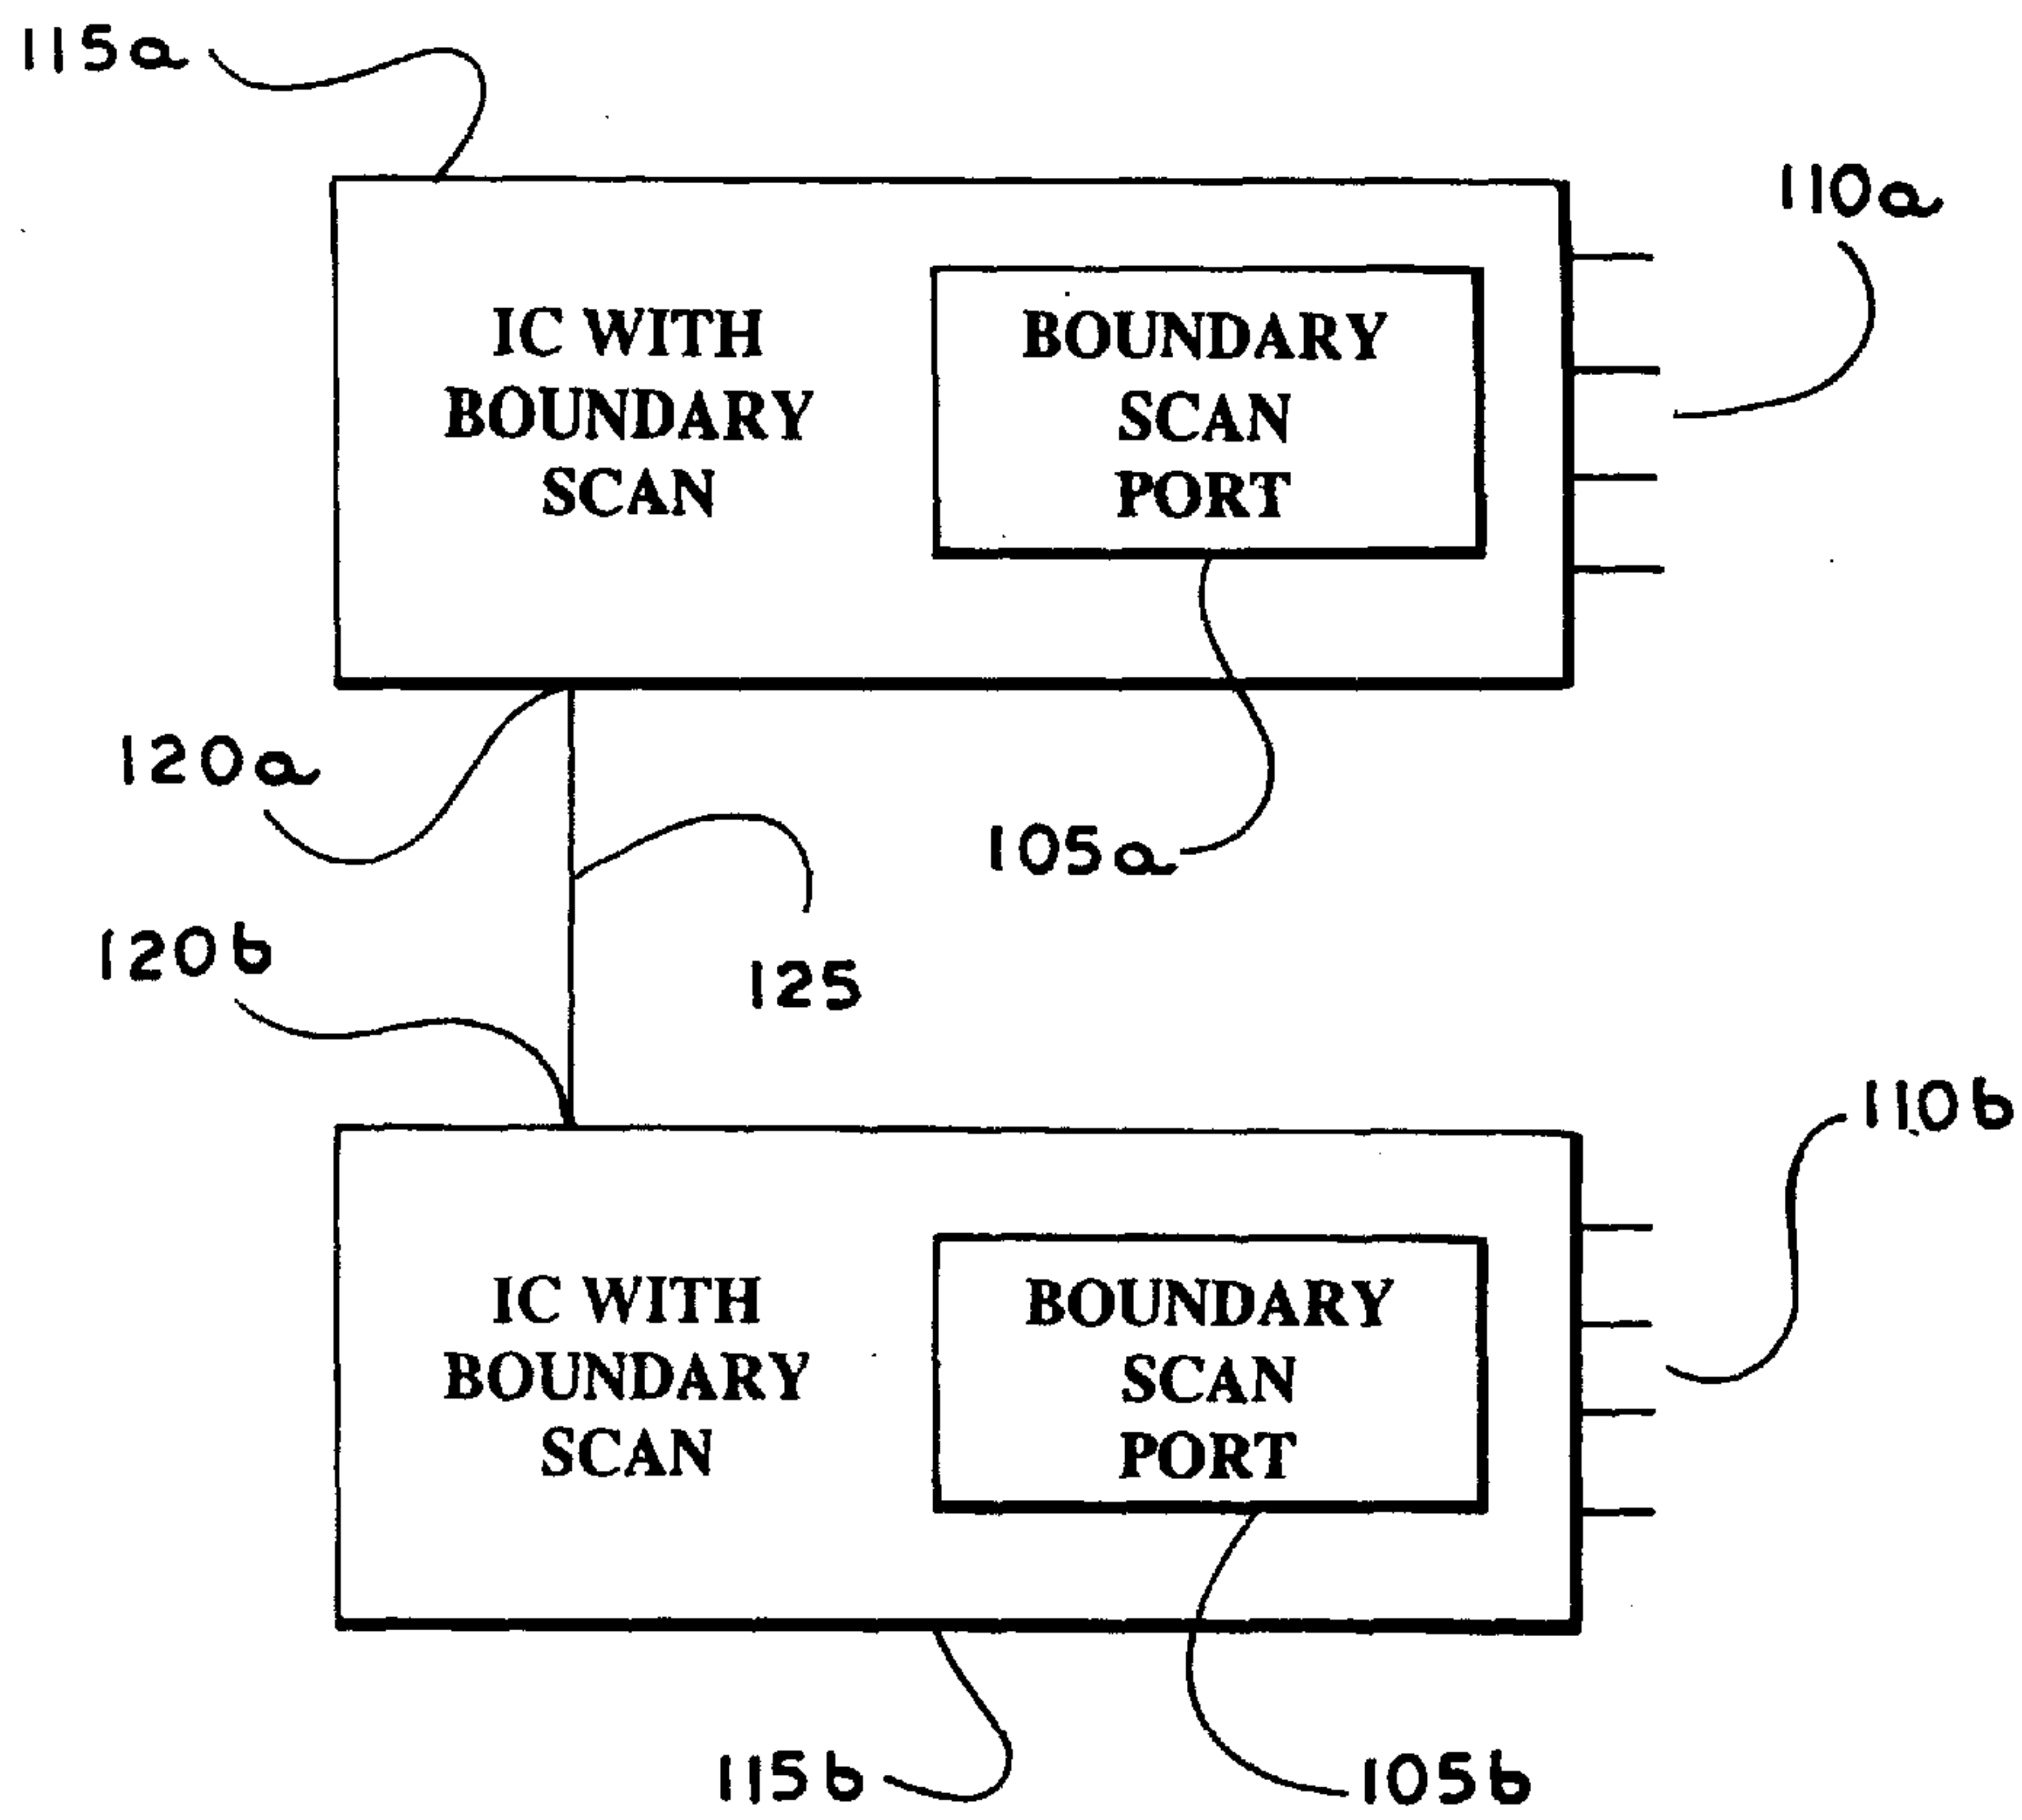 115a
110a
IC WITH
BOUNDARY
SCAN
BOUNDARY
SCAN
PORT
120a
105a
120b
125
110b
IC WITH
BOUNDARY
SCAN
BOUNDARY
SCAN
PORT
115b
105b